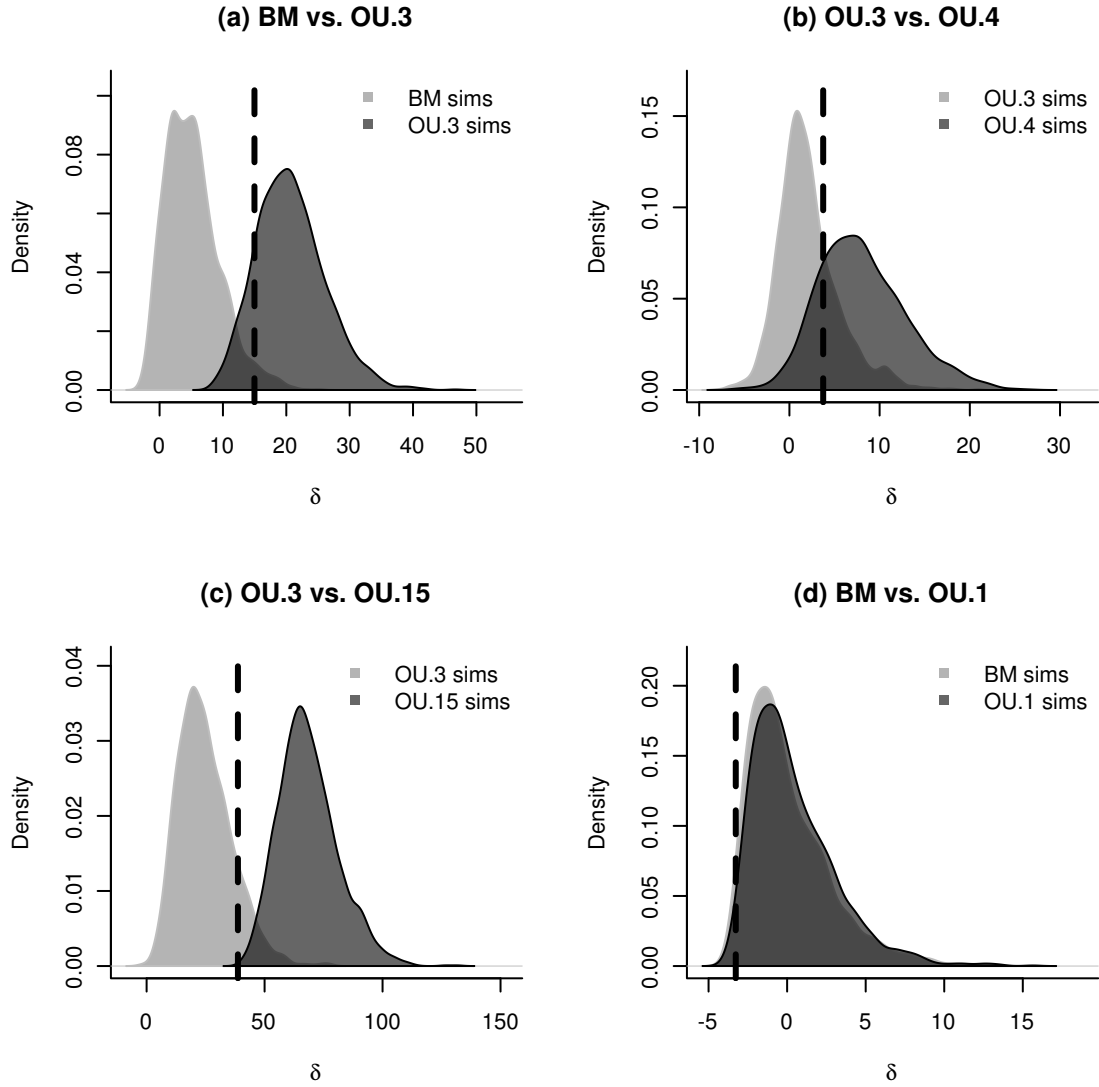 (a) BM vs. OU.3
BM sims
OU.3 sims
Density
0.00
0.04
0.08
0 10 20 30 40 50
δ
(b) OU.3 vs. OU.4
OU.3 sims
OU.4 sims
Density
0.00
0.05
0.10
0.15
-10 0 10 20 30
δ
(c) OU.3 vs. OU.15
OU.3 sims
OU.15 sims
Density
0.00
0.01
0.02
0.03
0.04
0 50 100 150
δ
(d) BM vs. OU.1
BM sims
OU.1 sims
Density
0.00
0.05
0.10
0.15
0.20
-5 0 5 10 15
δ